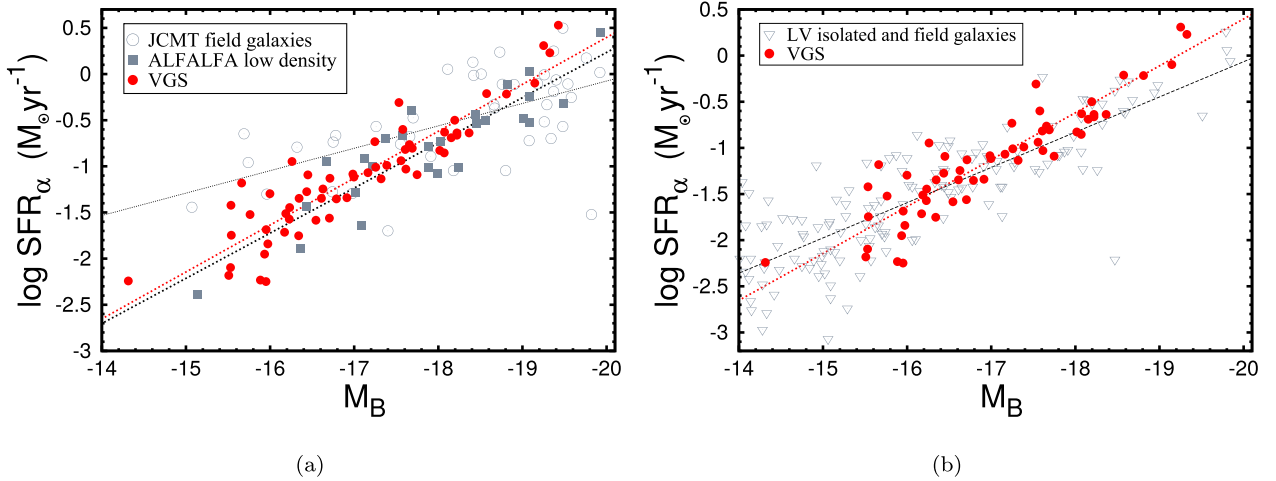 JCMT field galaxies
ALFALFA low density
VGS
log SFRα (M⊙yr-1)
0.5
0
-0.5
-1
-1.5
-2
-2.5
-3
-14 -15 -16 -17 -18 -19 -20
MB
(a)
LV isolated and field galaxies
VGS
log SFRα (M⊙yr-1)
0.5
0
-0.5
-1
-1.5
-2
-2.5
-3
-14 -15 -16 -17 -18 -19 -20
MB
(b)